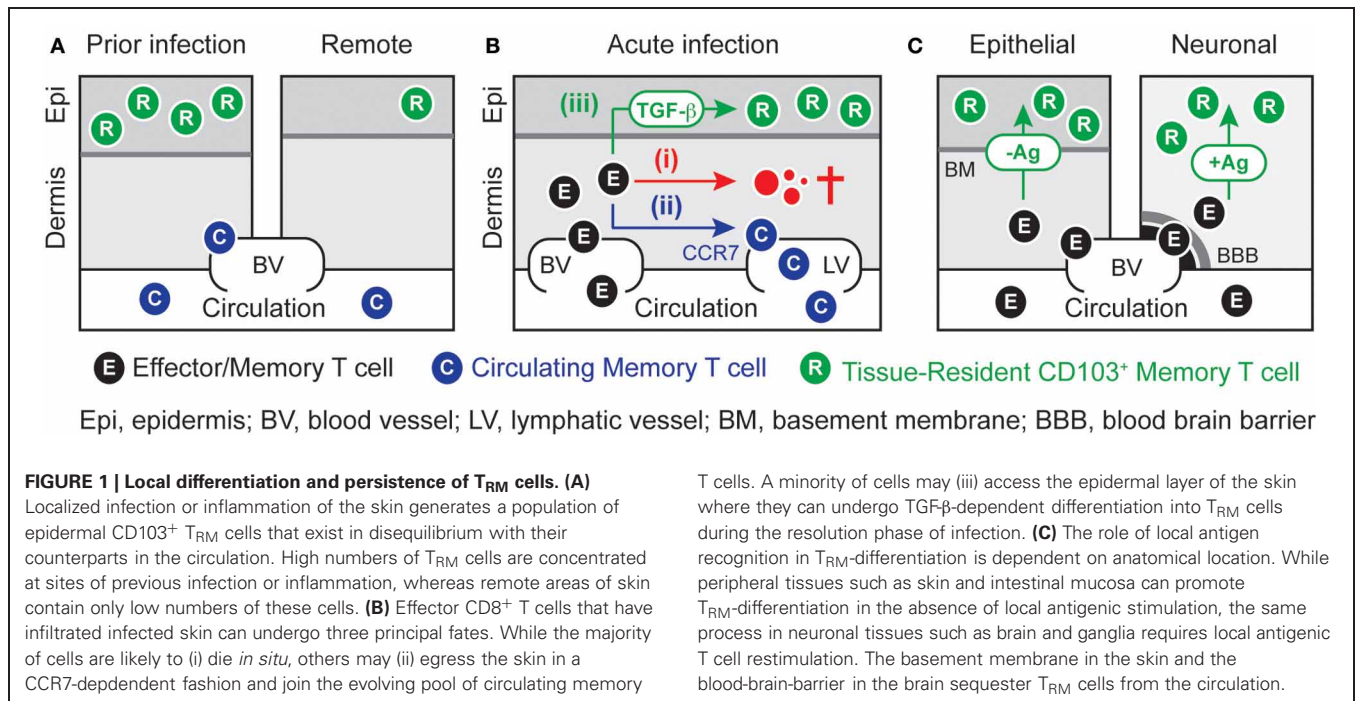 A Prior infection Remote
B Acute infection
C Epithelial Neuronal
Epi
Dermis
R R R R R
R
C
BV
C Circulation C
Epi
Dermis
(iii) TGF-β R R R
(i)
E E
(ii)
E
CCR7 C
BV C LV
E Circulation C
R R R
-Ag
BM
E
E
R R R
+Ag
E
E
BV BBB
Circulation
E E
E Effector/Memory T cell C Circulating Memory T cell R Tissue-Resident CD103+ Memory T cell
Epi, epidermis; BV, blood vessel; LV, lymphatic vessel; BM, basement membrane; BBB, blood brain barrier
FIGURE 1 | Local differentiation and persistence of TRM cells. (A)
Localized infection or inflammation of the skin generates a population of
epidermal CD103+ TRM cells that exist in disequilibrium with their
counterparts in the circulation. High numbers of TRM cells are concentrated
at sites of previous infection or inflammation, whereas remote areas of skin
contain only low numbers of these cells. (B) Effector CD8+ T cells that have
infiltrated infected skin can undergo three principal fates. While the majority
of cells are likely to (i) die in situ, others may (ii) egress the skin in a
CCR7-depdendent fashion and join the evolving pool of circulating memory
T cells. A minority of cells may (iii) access the epidermal layer of the skin
where they can undergo TGF-β-dependent differentiation into TRM cells
during the resolution phase of infection. (C) The role of local antigen
recognition in TRM-differentiation is dependent on anatomical location. While
peripheral tissues such as skin and intestinal mucosa can promote
TRM-differentiation in the absence of local antigenic stimulation, the same
process in neuronal tissues such as brain and ganglia requires local antigenic
T cell restimulation. The basement membrane in the skin and the
blood-brain-barrier in the brain sequester TRM cells from the circulation.